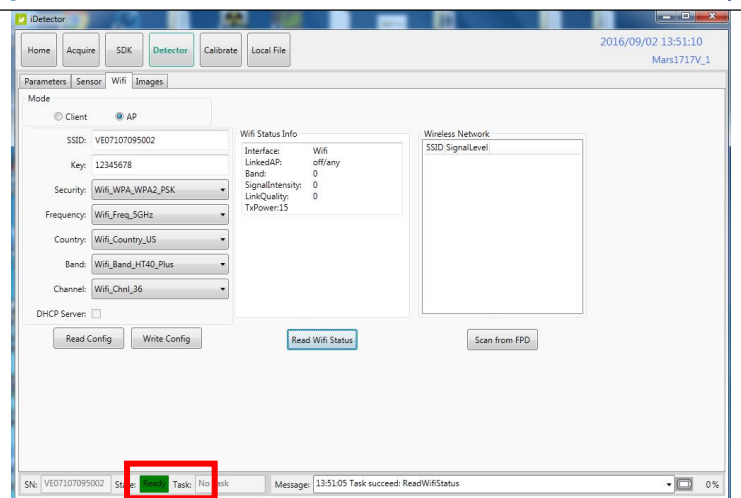 iDetector
Home Acquire SDK Detector Calibrate Local File
2016/09/02 13:51:10
Mars1717V_1
Parameters Sensor Wifi Images
Mode
Client AP
SSID: VE07107095002
Key: 12345678
Security: Wifi_WPA_WPA2_PSK
Frequency: Wifi_Freq_5GHz
Country: Wifi_Country_US
Band: Wifi_Band_HT40_Plus
Channel: Wifi_Chnl_36
DHCP Server:
Read Config Write Config
Wifi Status Info
Interface: Wifi
LinkedAP: off/any
Band: 0
SignalIntensity: 0
LinkQuality: 0
TxPower:15
Read Wifi Status
Wireless Network
SSID SignalLevel
Scan from FPD
SN: VE07107095002 State: Ready Task: No Task Message: 13:51:05 Task succeed: ReadWifiStatus 0%